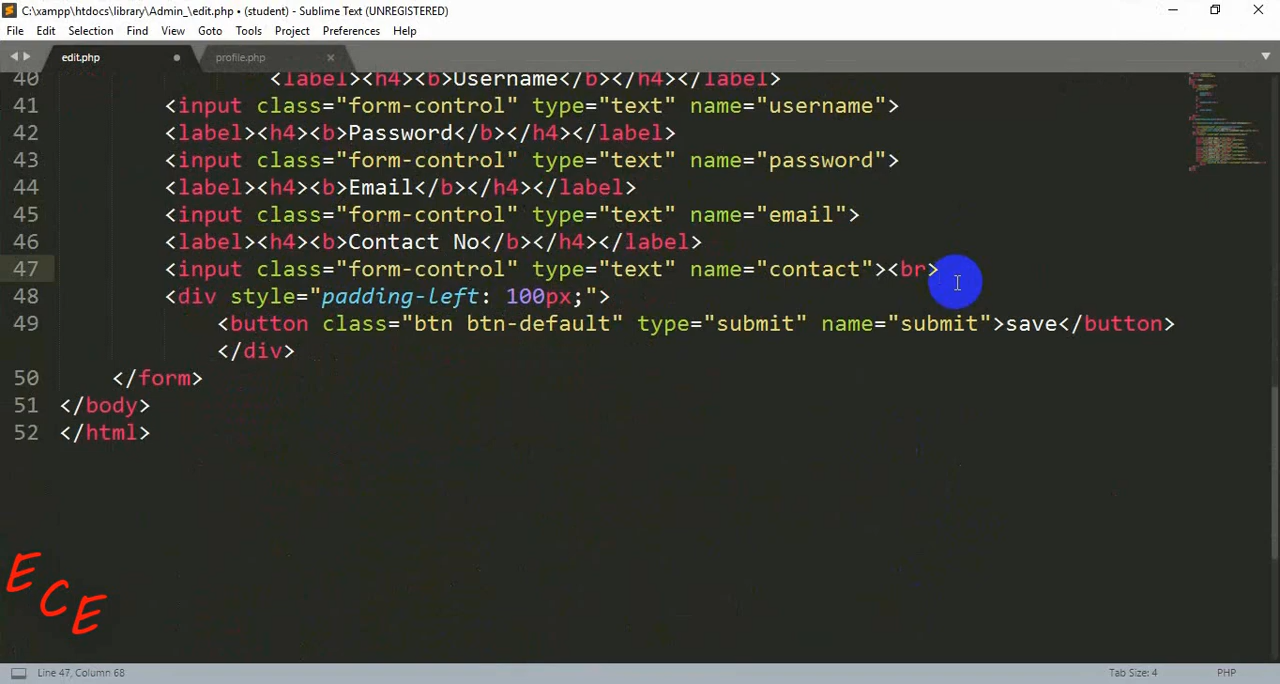 C:\xampp\htdocs\library\Admin_\edit.php • (student) - Sublime Text (UNREGISTERED)
File Edit Selection Find View Goto Tools Project Preferences Help
edit.php profile.php
40 <label><h4><b>Username</b></h4></label>
41 <input class="form-control" type="text" name="username">
42 <label><h4><b>Password</b></h4></label>
43 <input class="form-control" type="text" name="password">
44 <label><h4><b>Email</b></h4></label>
45 <input class="form-control" type="text" name="email">
46 <label><h4><b>Contact No</b></h4></label>
47 <input class="form-control" type="text" name="contact"><br>
48 <div style="padding-left: 100px;">
49 <button class="btn btn-default" type="submit" name="submit">save</button>
</div>
50 </form>
51 </body>
52 </html>
ECE
Line 47, Column 68 Tab Size: 4 PHP